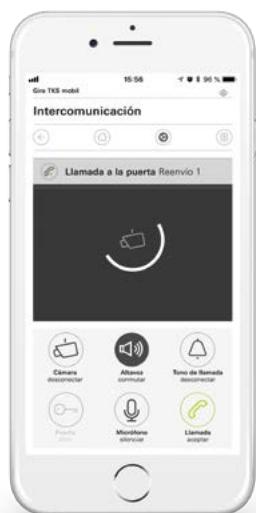 15:56
96 %
Gira TKS mobil
Intercomunicación
Llamada a la puerta Reenvío 1
Cámara
desconectar
Altavoz
conmutar
Tono de llamada
desconectar
Puerta
abrir
Micrófono
silenciar
Llamada
aceptar